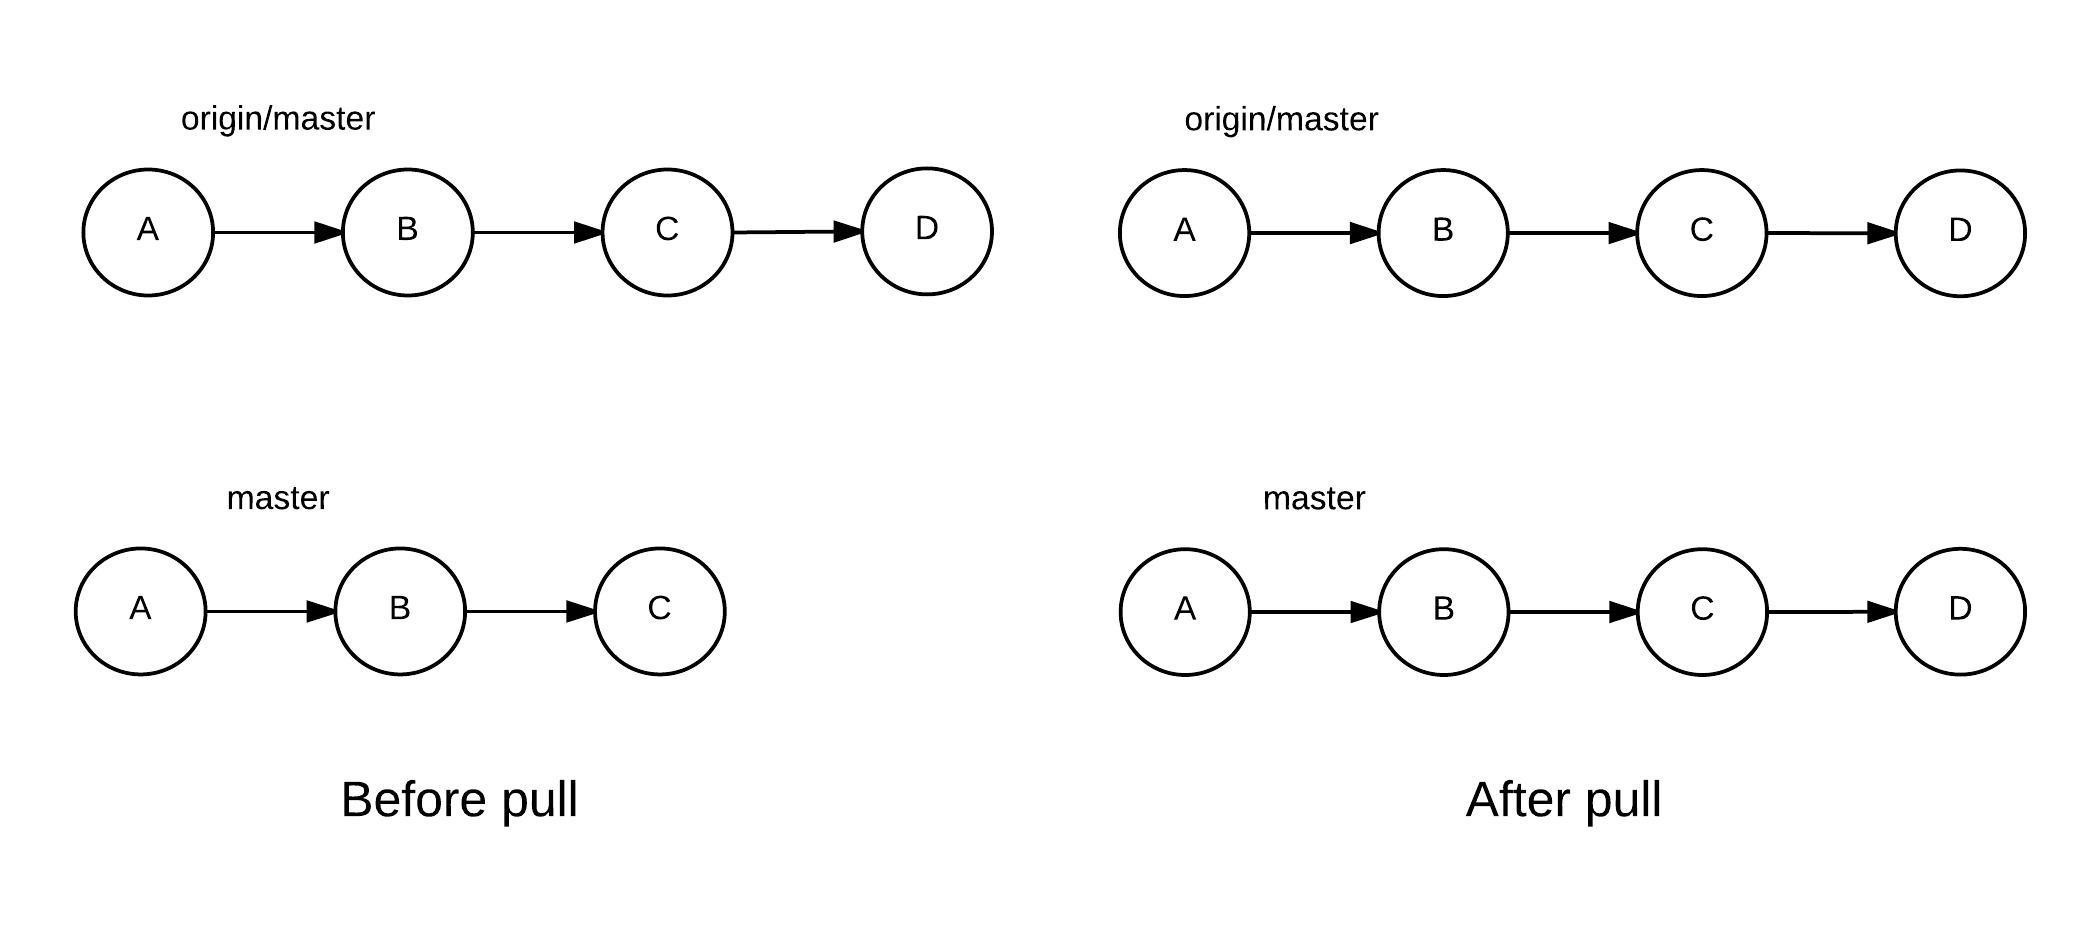 origin/master
A B C D
master
A B C
Before pull
origin/master
A B C D
master
A B C D
After pull